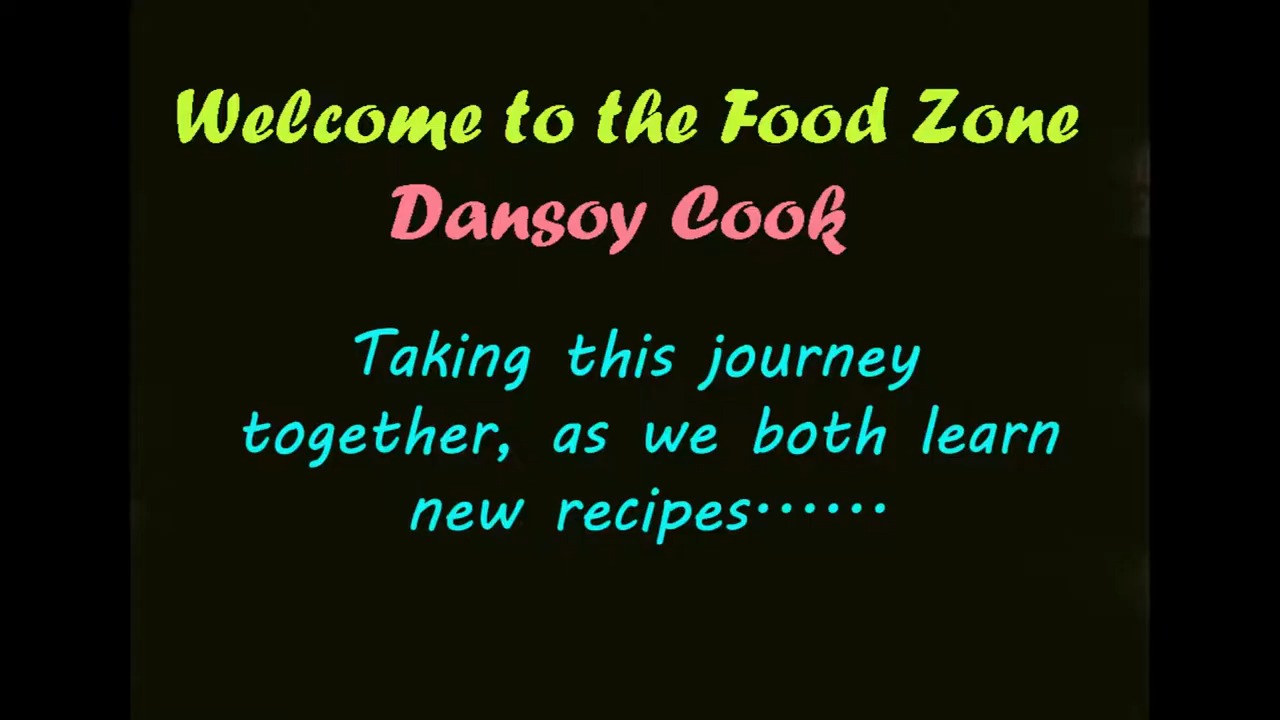 Welcome to the Food Zone
Dansoy Cook
Taking this journey
together, as we both learn
new recipes······